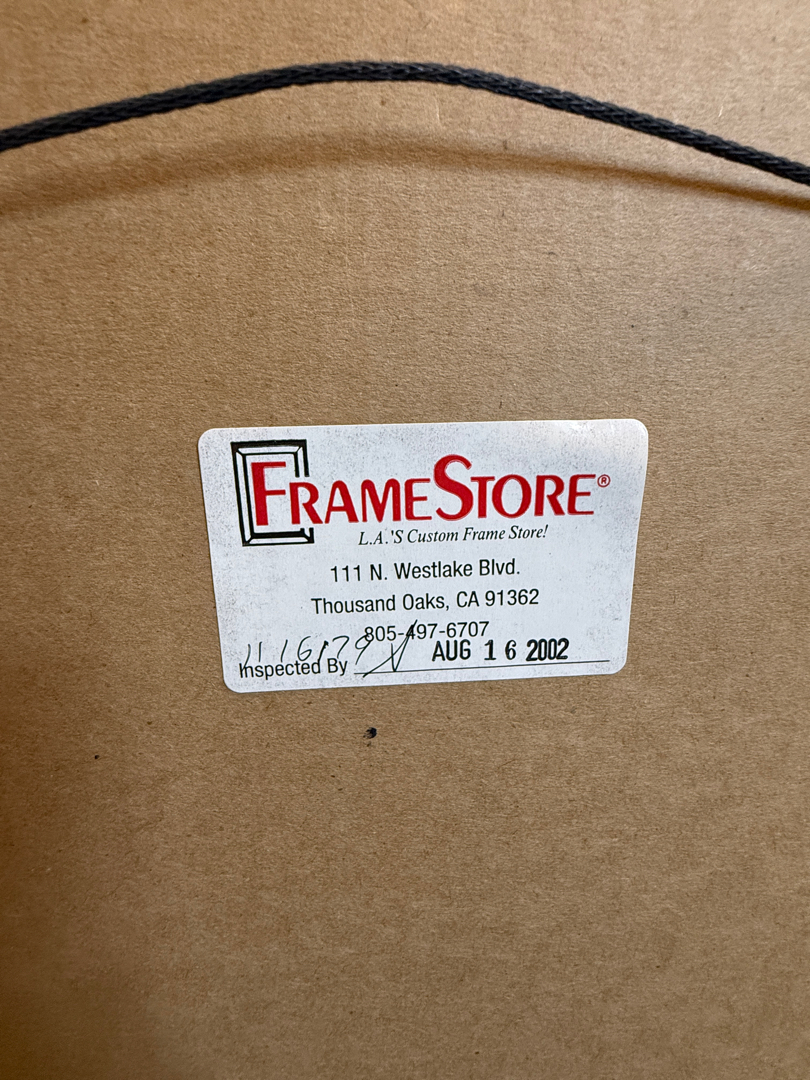 FRAMESTORE®
L.A.'S Custom Frame Store!
111 N. Westlake Blvd.
Thousand Oaks, CA 91362
805-497-6707
AUG 16 2002
Inspected By